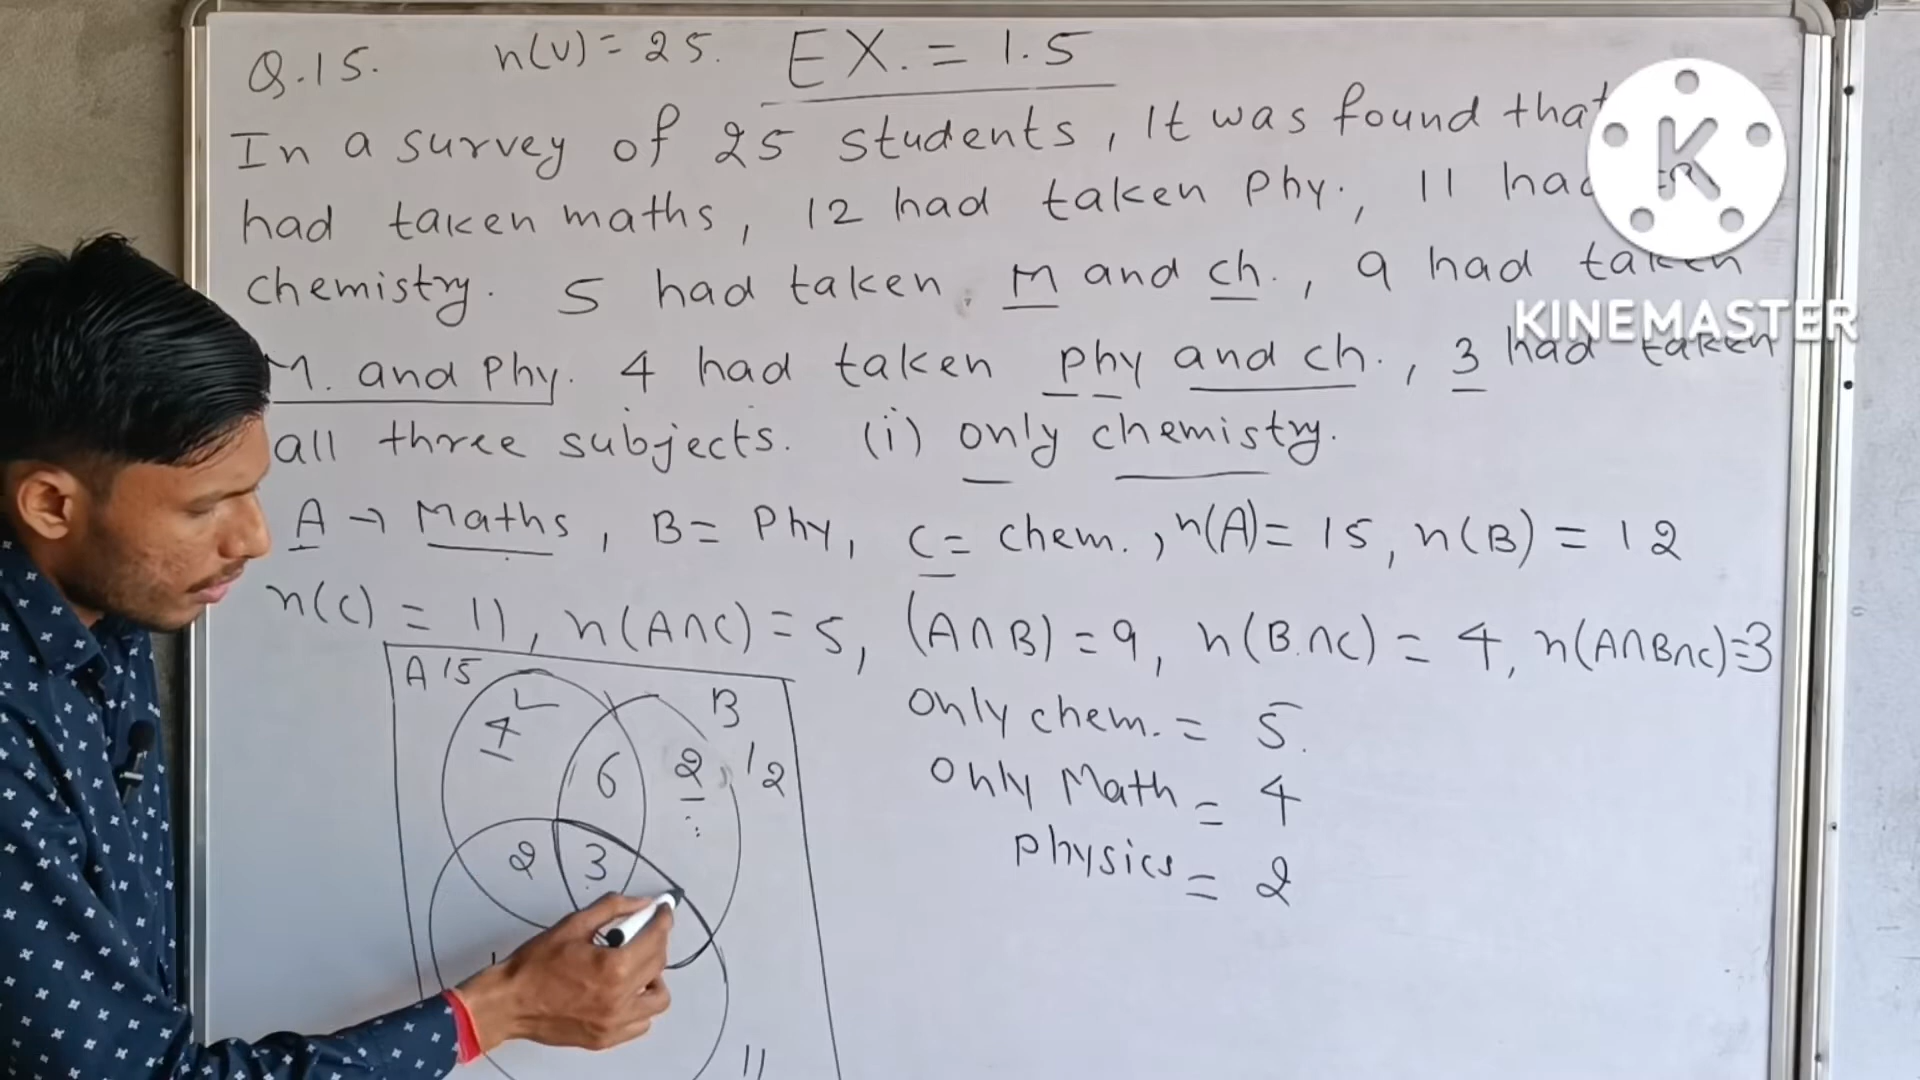 Q.15. n(U) = 25. EX. = 1.5
In a survey of 25 students, It was found that
had taken maths, 12 had taken Phy., 11 had
chemistry. 5 had taken M and ch., 9 had taken
M. and Phy. 4 had taken phy and ch., 3 had taken
all three subjects. (i) only chemistry.
A → Maths, B = Phy, C = chem., n(A) = 15, n(B) = 12
n(C) = 11, n(A∩C) = 5, (A∩B) = 9, n(B∩C) = 4, n(A∩B∩C) = 3
A 15 B
4 6 2 12
2 3
11
Only chem. = 5.
Only Math = 4
Physics = 2
K
KINEMASTER